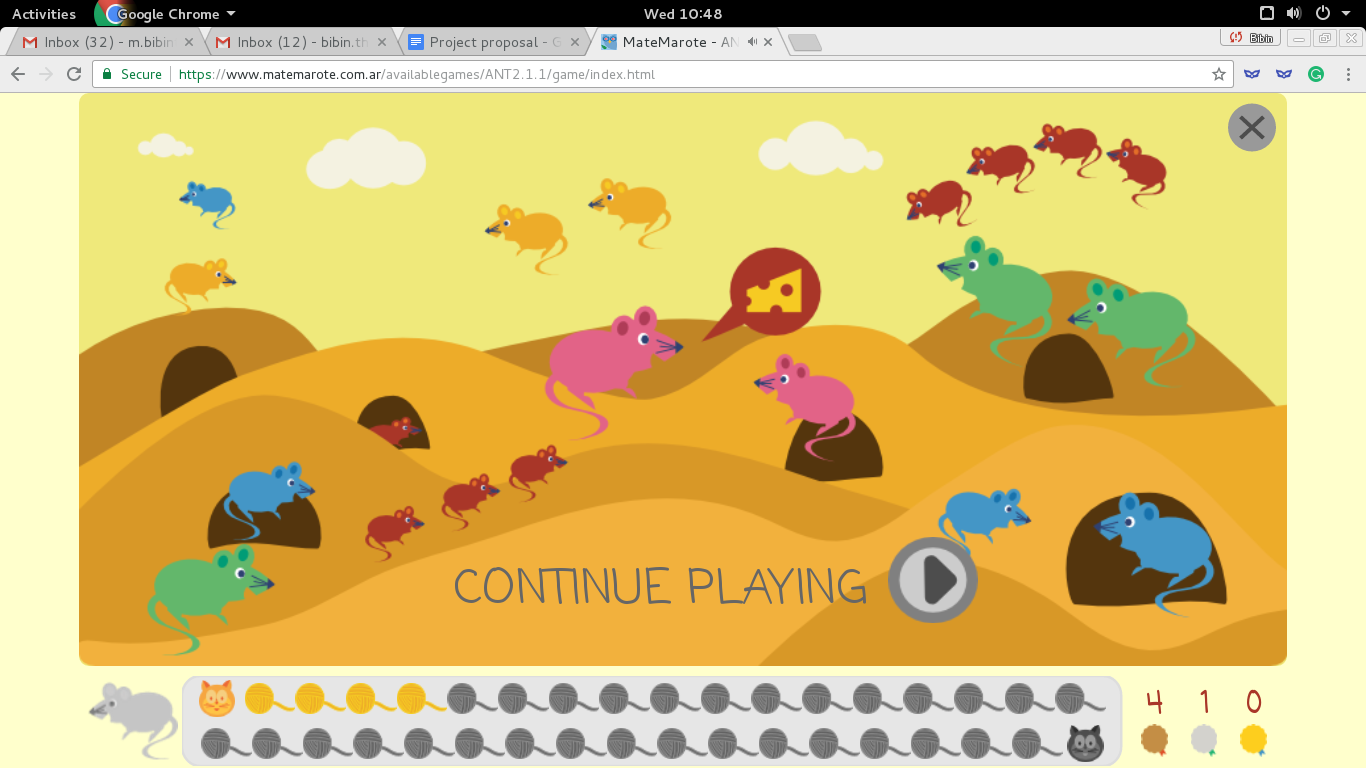 Activities Google Chrome Wed 10:48
Inbox (32) - m.bibin Inbox (12) - bibin.th Project proposal - G MateMarote - AN Bibin
Secure https://www.matemarote.com.ar/availablegames/ANT2.1.1/game/index.html
CONTINUE PLAYING
4 1 0